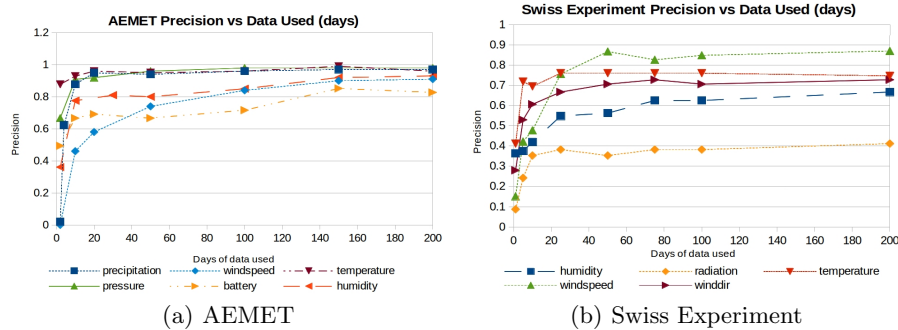 AEMET Precision vs Data Used (days)
1.2
1
0.8
0.6
0.4
0.2
0
Precision
0 20 40 60 80 100 120 140 160 180 200
Days of data used
precipitation windspeed temperature
pressure battery humidity
(a) AEMET
Swiss Experiment Precision vs Data Used (days)
1
0.9
0.8
0.7
0.6
0.5
0.4
0.3
0.2
0.1
0
Precision
0 20 40 60 80 100 120 140 160 180 200
Days of data used
humidity radiation temperature
windspeed winddir
(b) Swiss Experiment